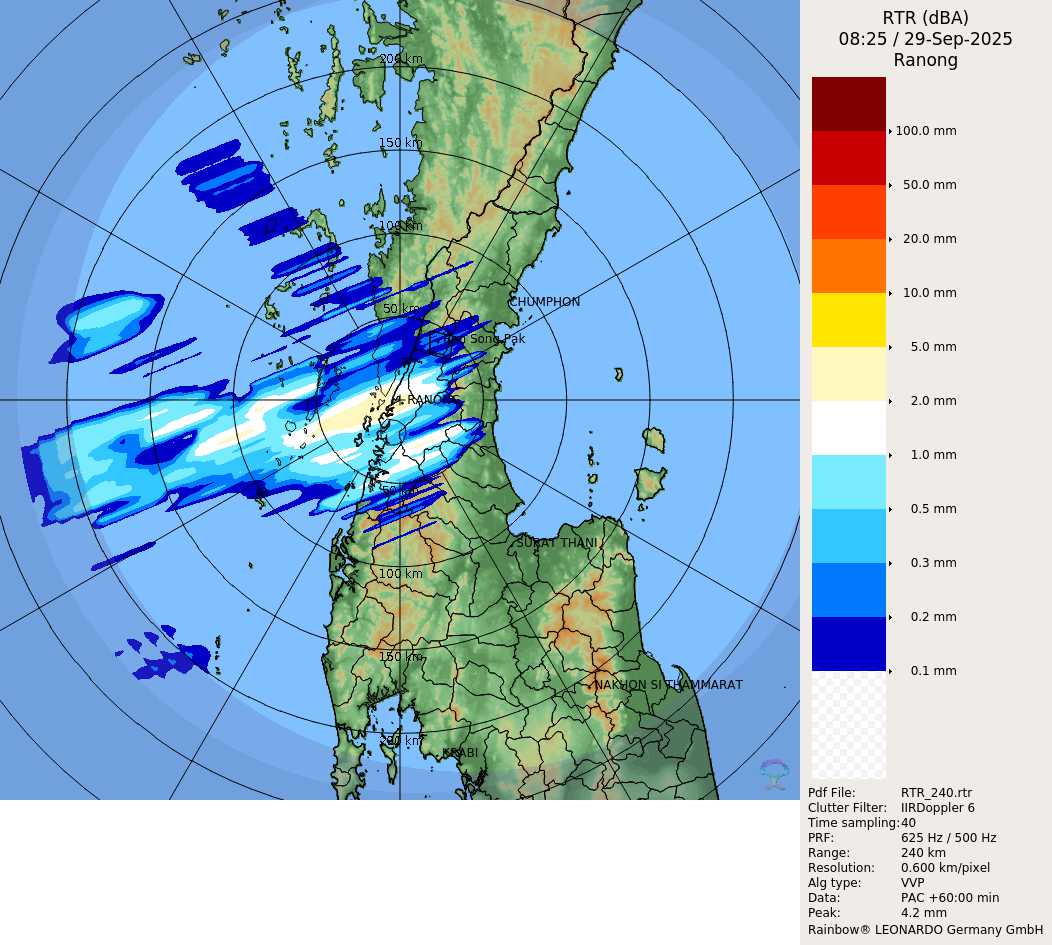 RTR (dBA)
08:25 / 29-Sep-2025
Ranong
200 km
150 km
100 km
50 km
CHUMPHON
Song Pak
RANONG
50 km
SURAT THANI
100 km
150 km
NAKHON SI THAMMARAT
200 km
KRABI
100.0 mm
50.0 mm
20.0 mm
10.0 mm
5.0 mm
2.0 mm
1.0 mm
0.5 mm
0.3 mm
0.2 mm
0.1 mm
Pdf File: RTR_240.rtr
Clutter Filter: IIRDoppler 6
Time sampling:40
PRF: 625 Hz / 500 Hz
Range: 240 km
Resolution: 0.600 km/pixel
Alg type: VVP
Data: PAC +60:00 min
Peak: 4.2 mm
Rainbow® LEONARDO Germany GmbH